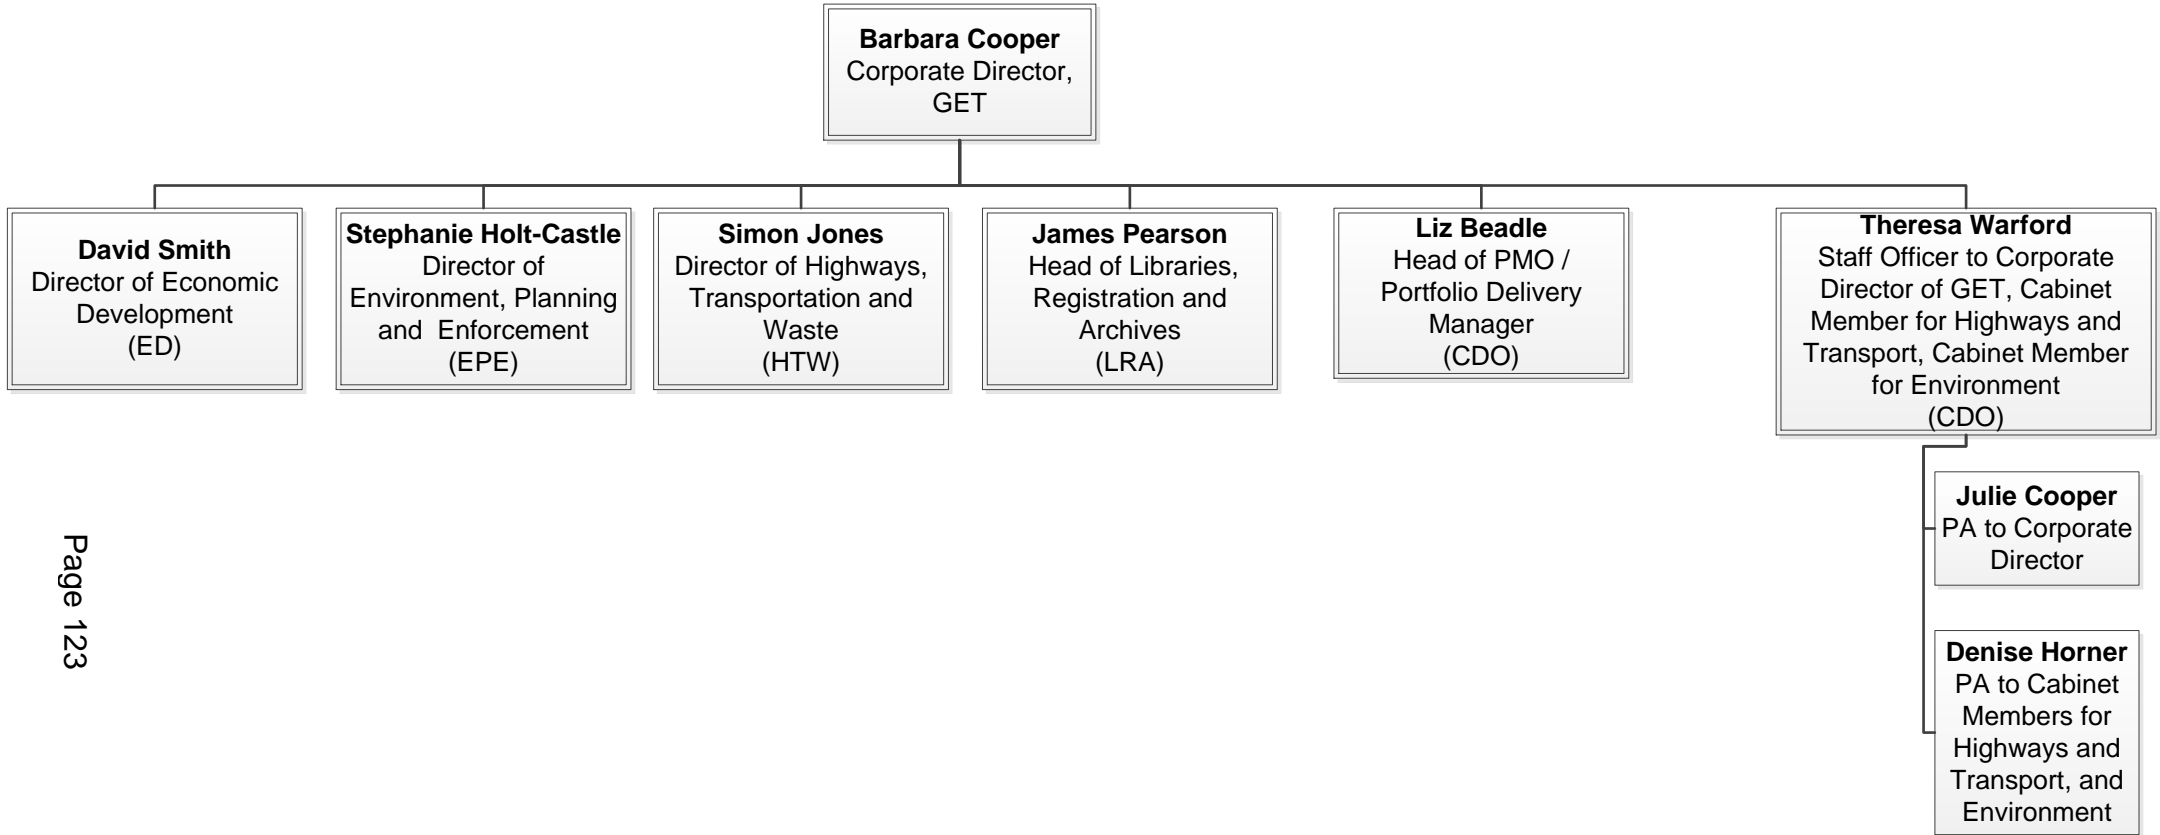 Barbara Cooper
Corporate Director,
GET
David Smith
Director of Economic
Development
(ED)
Stephanie Holt-Castle
Director of
Environment, Planning
and Enforcement
(EPE)
Simon Jones
Director of Highways,
Transportation and
Waste
(HTW)
James Pearson
Head of Libraries,
Registration and
Archives
(LRA)
Liz Beadle
Head of PMO /
Portfolio Delivery
Manager
(CDO)
Theresa Warford
Staff Officer to Corporate
Director of GET, Cabinet
Member for Highways and
Transport, Cabinet Member
for Environment
(CDO)
Julie Cooper
PA to Corporate
Director
Denise Horner
PA to Cabinet
Members for
Highways and
Transport, and
Environment
Page 123